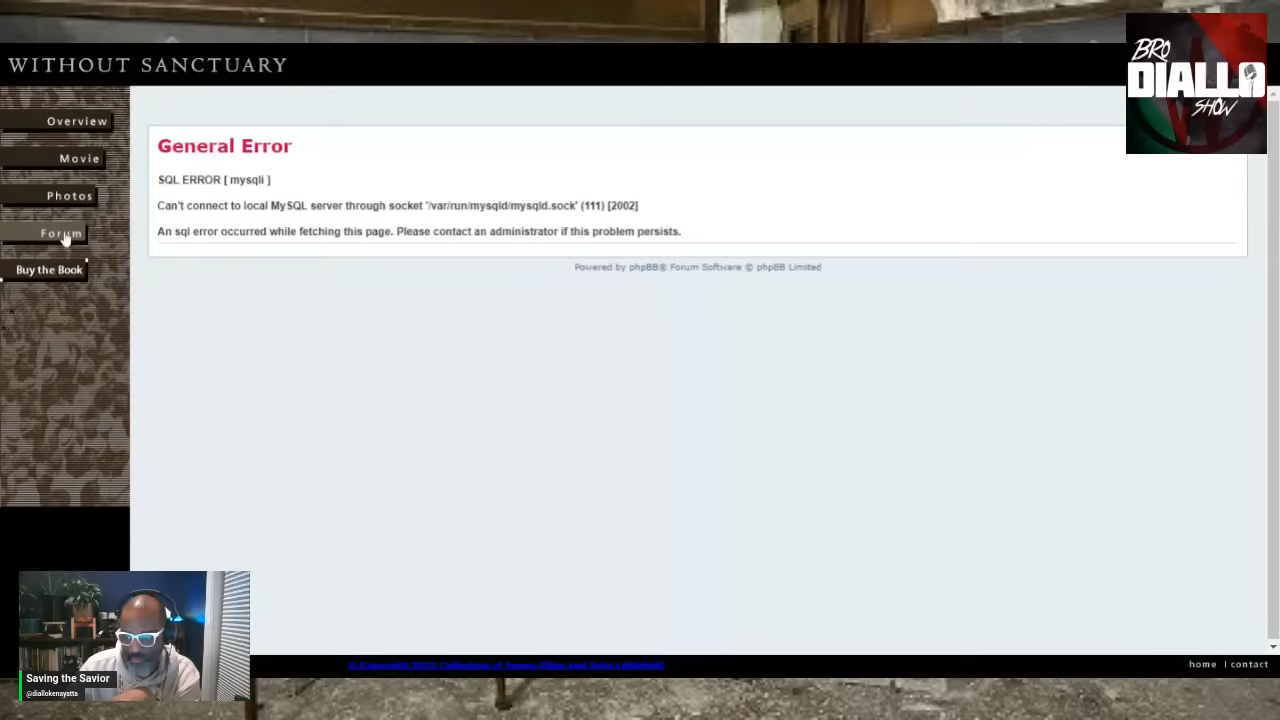 WITHOUT SANCTUARY
BRO
DIALLO
SHOW
Overview
Movie
Photos
Forum
Buy the Book
General Error
SQL ERROR [ mysqli ]
Can't connect to local MySQL server through socket '/var/run/mysqld/mysqld.sock' (111) [2002]
An sql error occurred while fetching this page. Please contact an administrator if this problem persists.
Powered by phpBB® Forum Software © phpBB Limited
home | contact
Saving the Savior
@diallokenayatta